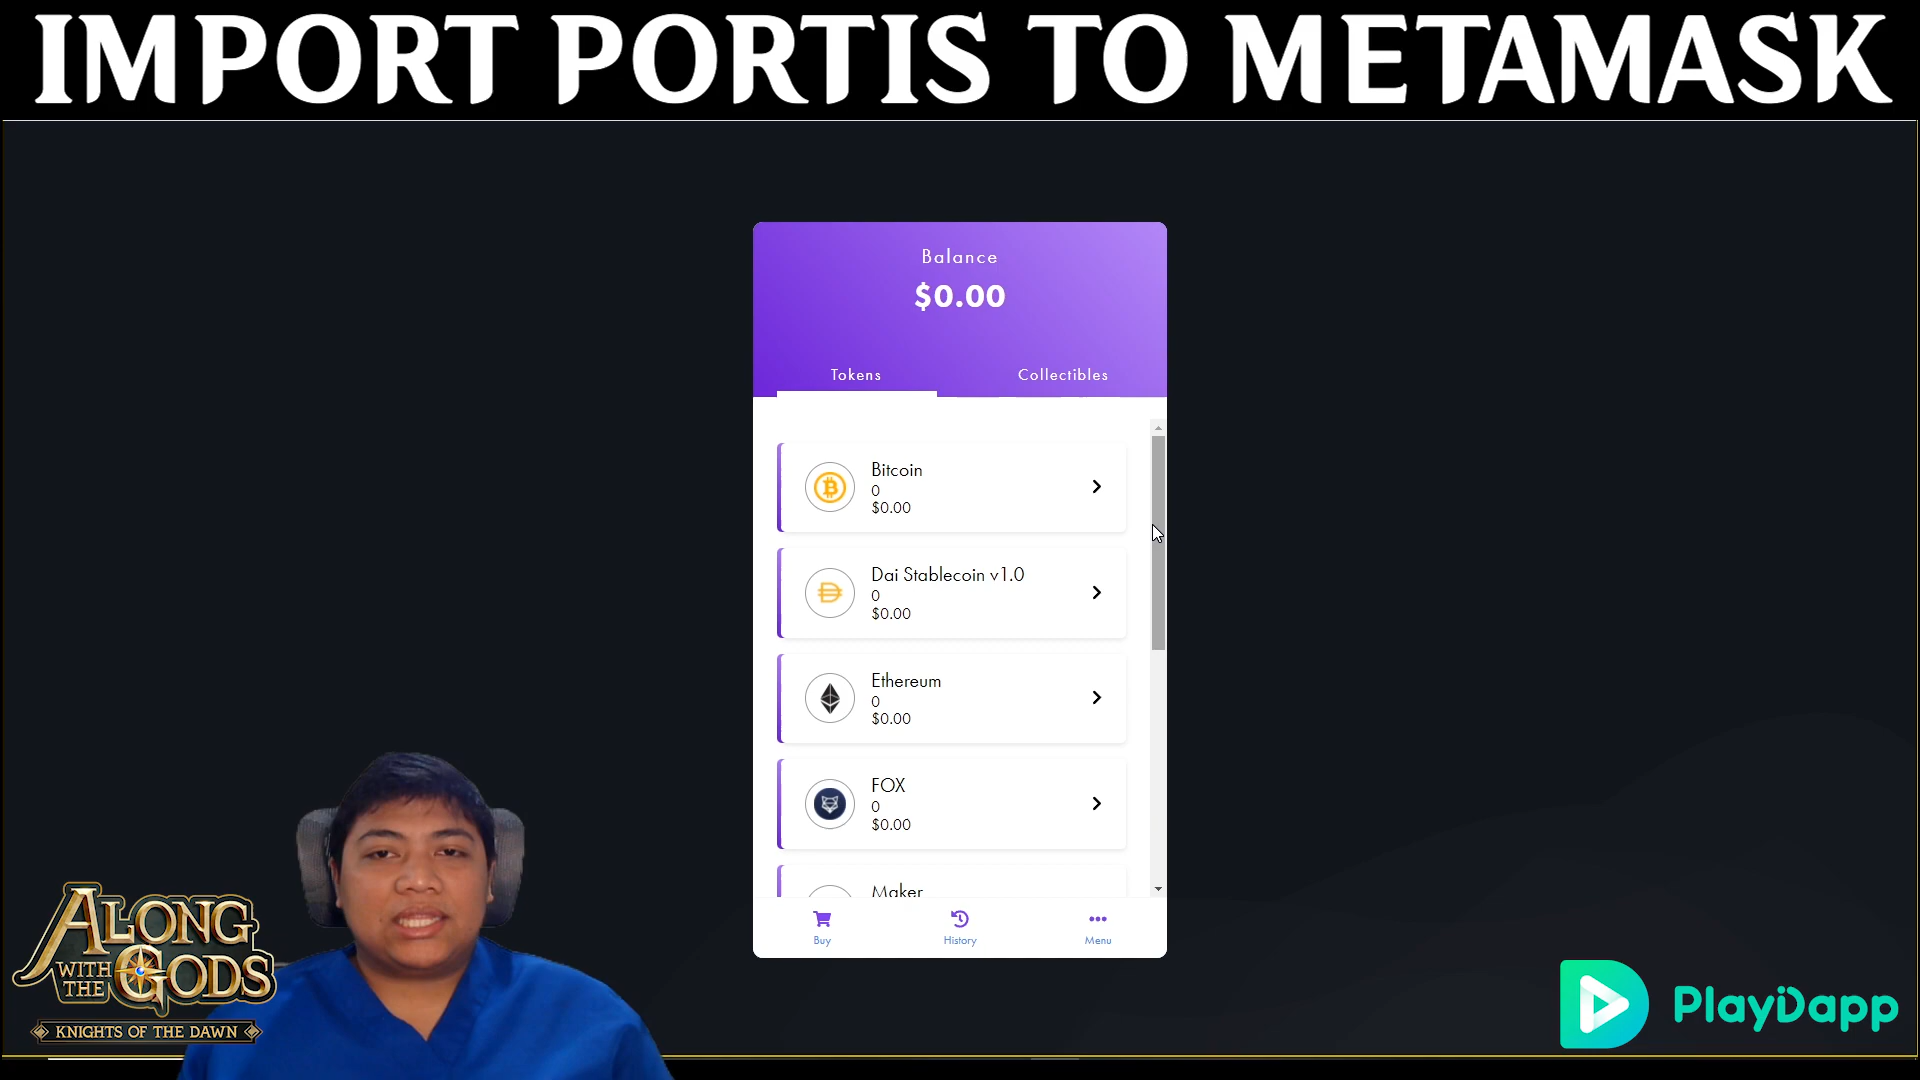 IMPORT PORTIS TO METAMASK
Balance
$0.00
Tokens
Collectibles
Bitcoin
0
$0.00
Dai Stablecoin v1.0
0
$0.00
Ethereum
0
$0.00
FOX
0
$0.00
Maker
Buy
History
Menu
ALONG
WITH THE GODS
KNIGHTS OF THE DAWN
PlayDapp